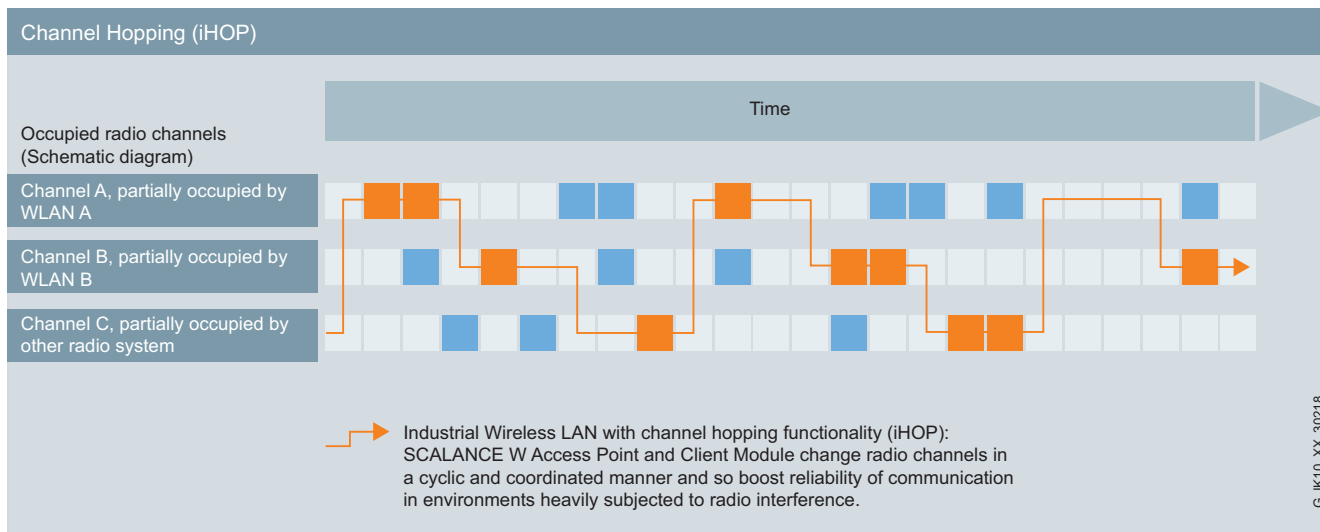 Channel Hopping (iHOP)
Time
Occupied radio channels
(Schematic diagram)
Channel A, partially occupied by
WLAN A
Channel B, partially occupied by
WLAN B
Channel C, partially occupied by
other radio system
Industrial Wireless LAN with channel hopping functionality (iHOP):
SCALANCE W Access Point and Client Module change radio channels in
a cyclic and coordinated manner and so boost reliability of communication
in environments heavily subjected to radio interference.
G_IK10_XX_30218